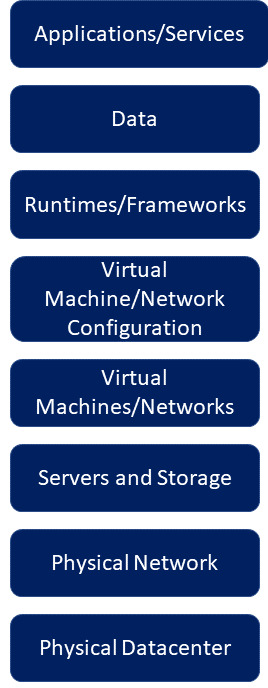 Applications/Services
Data
Runtimes/Frameworks
Virtual
Machine/Network
Configuration
Virtual
Machines/Networks
Servers and Storage
Physical Network
Physical Datacenter